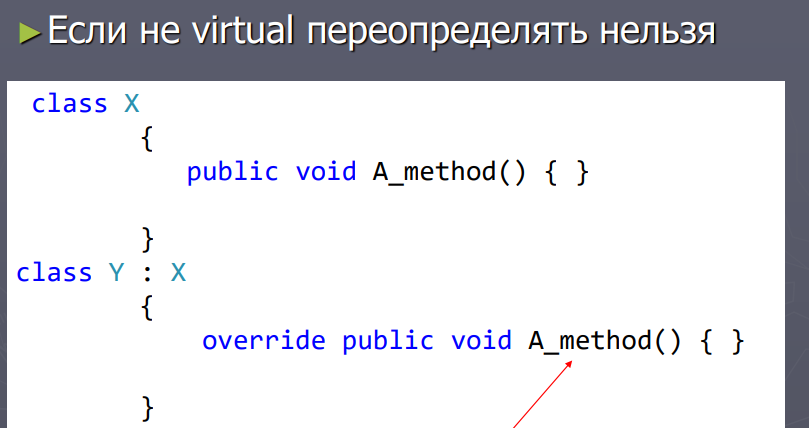 ►Если не virtual переопределять нельзя
class X
{
public void A_method() { }
}
class Y : X
{
override public void A_method() { }
}